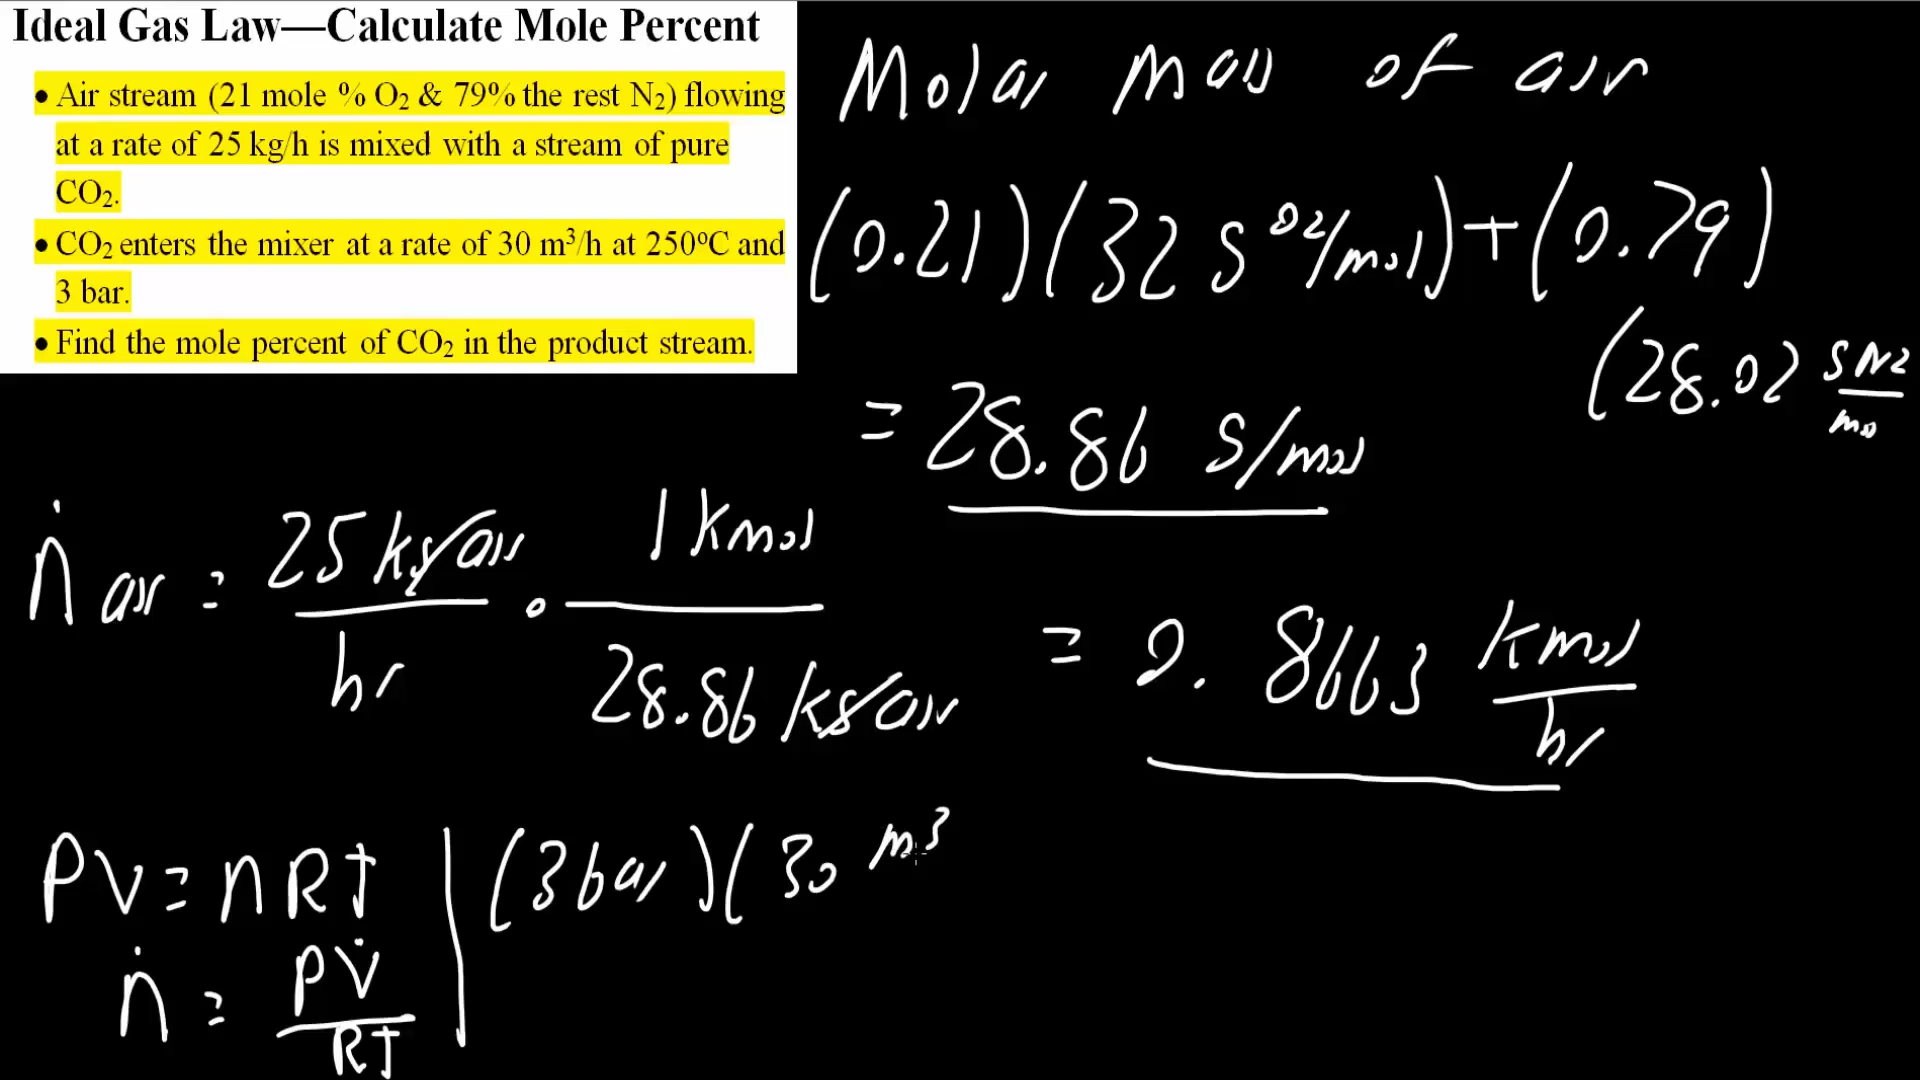 Ideal Gas Law—Calculate Mole Percent
• Air stream (21 mole % O₂ & 79% the rest N₂) flowing
at a rate of 25 kg/h is mixed with a stream of pure
CO₂.
• CO₂ enters the mixer at a rate of 30 m³/h at 250ºC and
3 bar.
• Find the mole percent of CO₂ in the product stream.
Molar mass of air
(0.21)(32 g O2/mol)+(0.79)
(28.02 g N2/mo
= 28.86 g/mol
ṅ air = 25 kg air/hr · 1 kmol/28.86 kg air = 0.8663 kmol/hr
PV=nRT
ṅ = PV̇/RT
(3 bar)(30 m³